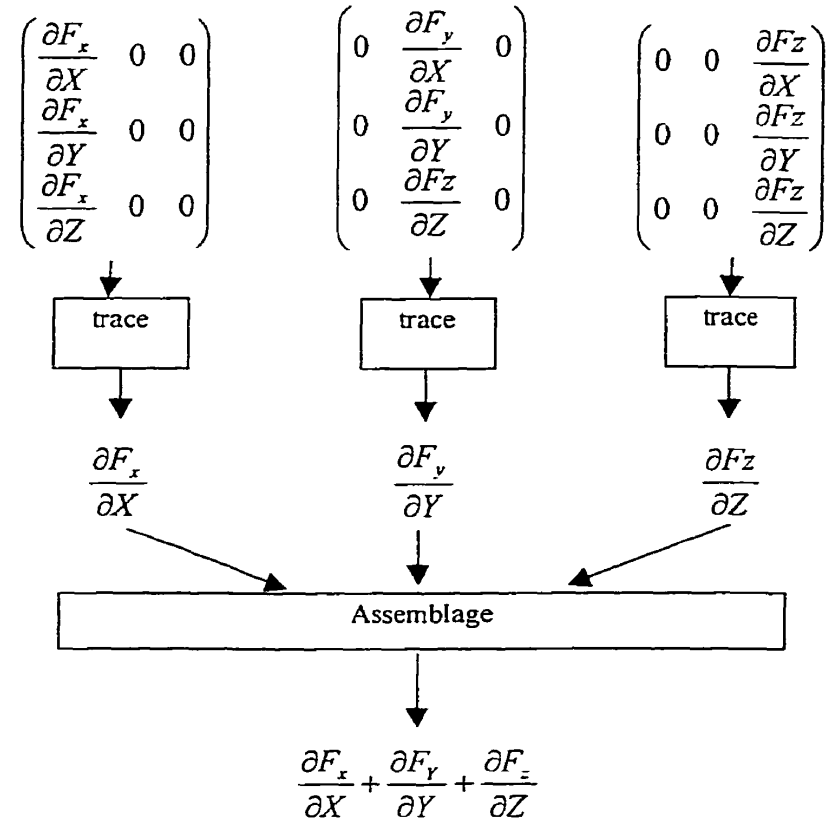 ∂F_x/∂X 0 0
∂F_x/∂Y 0 0
∂F_x/∂Z 0 0
0 ∂F_y/∂X 0
0 ∂F_y/∂Y 0
0 ∂Fz/∂Z 0
0 0 ∂Fz/∂X
0 0 ∂Fz/∂Y
0 0 ∂Fz/∂Z
trace
trace
trace
∂F_x/∂X
∂F_y/∂Y
∂Fz/∂Z
Assemblage
∂F_x/∂X + ∂F_Y/∂Y + ∂F_z/∂Z